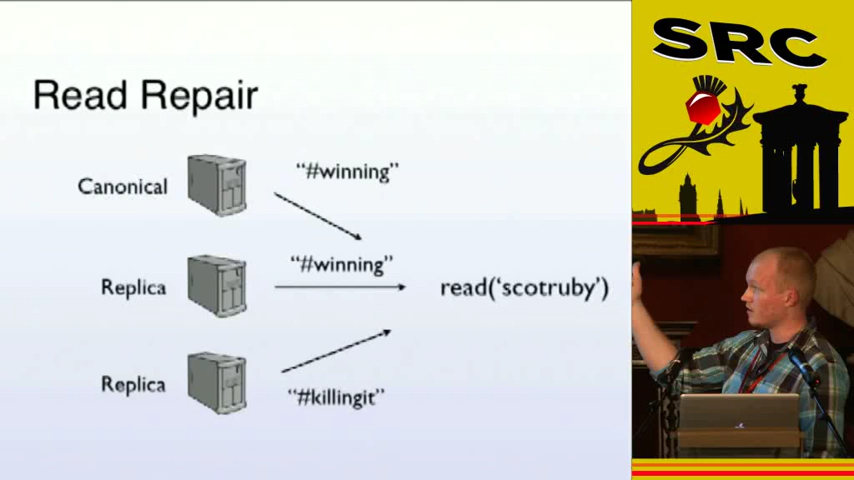 Read Repair
Canonical
“#winning”
Replica
“#winning”
read(‘scotruby’)
Replica
“#killingit”
SRC